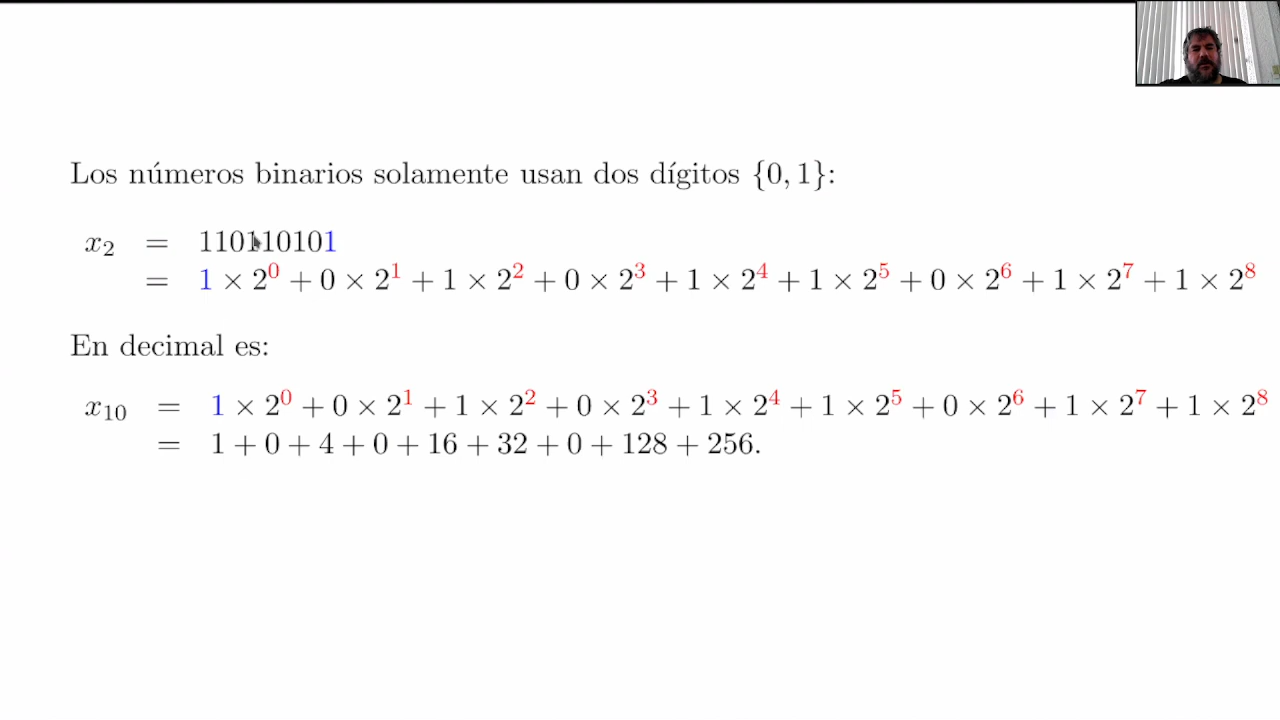 Los números binarios solamente usan dos dígitos {0, 1}:
x₂ = 110110101
= 1 × 2⁰ + 0 × 2¹ + 1 × 2² + 0 × 2³ + 1 × 2⁴ + 1 × 2⁵ + 0 × 2⁶ + 1 × 2⁷ + 1 × 2⁸
En decimal es:
x₁₀ = 1 × 2⁰ + 0 × 2¹ + 1 × 2² + 0 × 2³ + 1 × 2⁴ + 1 × 2⁵ + 0 × 2⁶ + 1 × 2⁷ + 1 × 2⁸
= 1 + 0 + 4 + 0 + 16 + 32 + 0 + 128 + 256.